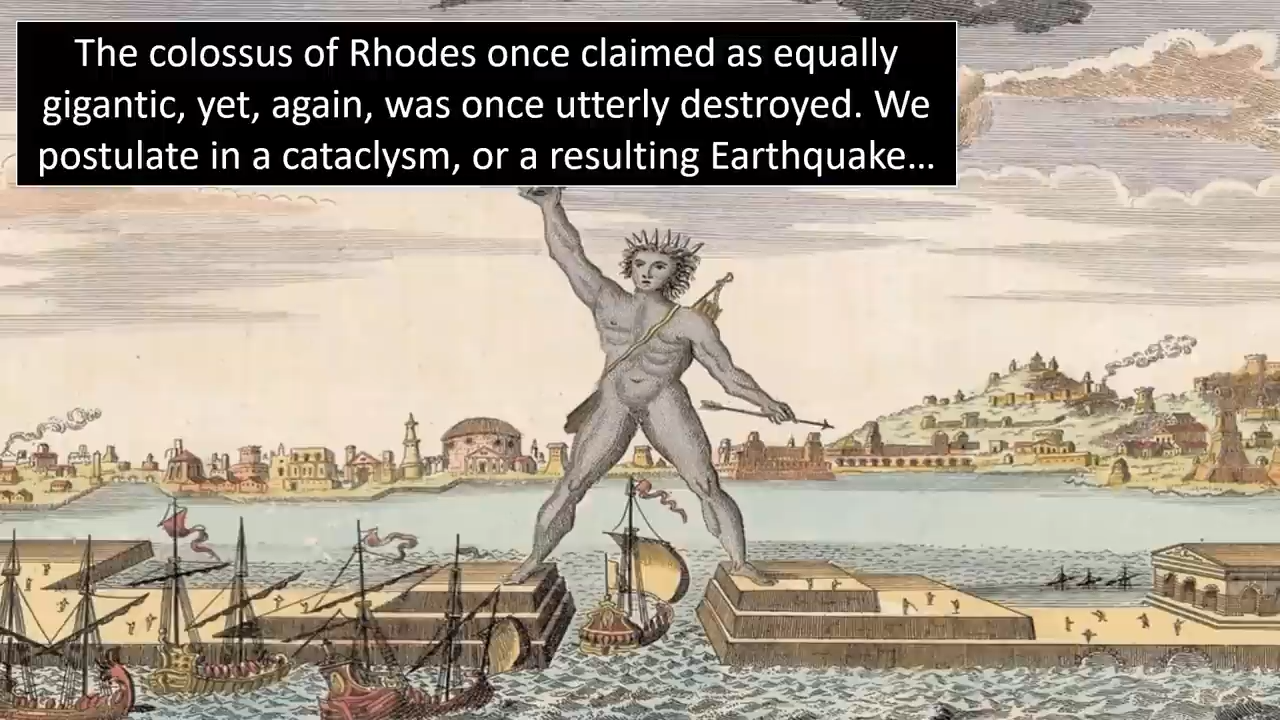 The colossus of Rhodes once claimed as equally
gigantic, yet, again, was once utterly destroyed. We
postulate in a cataclysm, or a resulting Earthquake…